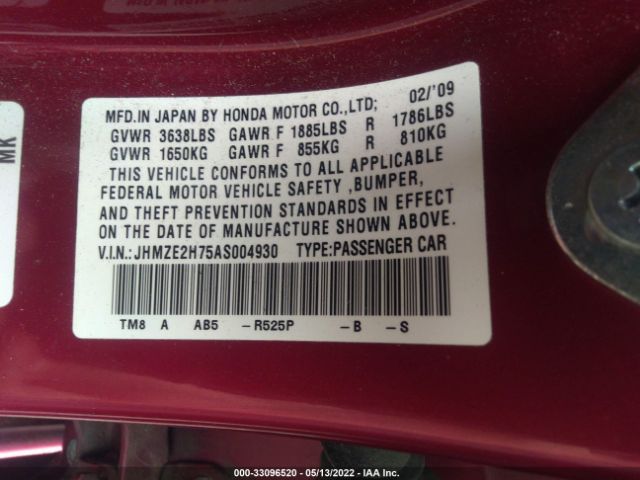 MFD.IN JAPAN BY HONDA MOTOR CO.,LTD; 02/'09
GVWR 3638LBS GAWR F 1885LBS R 1786LBS
GVWR 1650KG GAWR F 855KG R 810KG
THIS VEHICLE CONFORMS TO ALL APPLICABLE
FEDERAL MOTOR VEHICLE SAFETY ,BUMPER,
AND THEFT PREVENTION STANDARDS IN EFFECT
ON THE DATE OF MANUFACTURE SHOWN ABOVE.
V.I.N.:JHMZE2H75AS004930 TYPE:PASSENGER CAR
TM8 A AB5 -R525P -B -S
MK
000-33096520 - 05/13/2022 - IAA Inc.